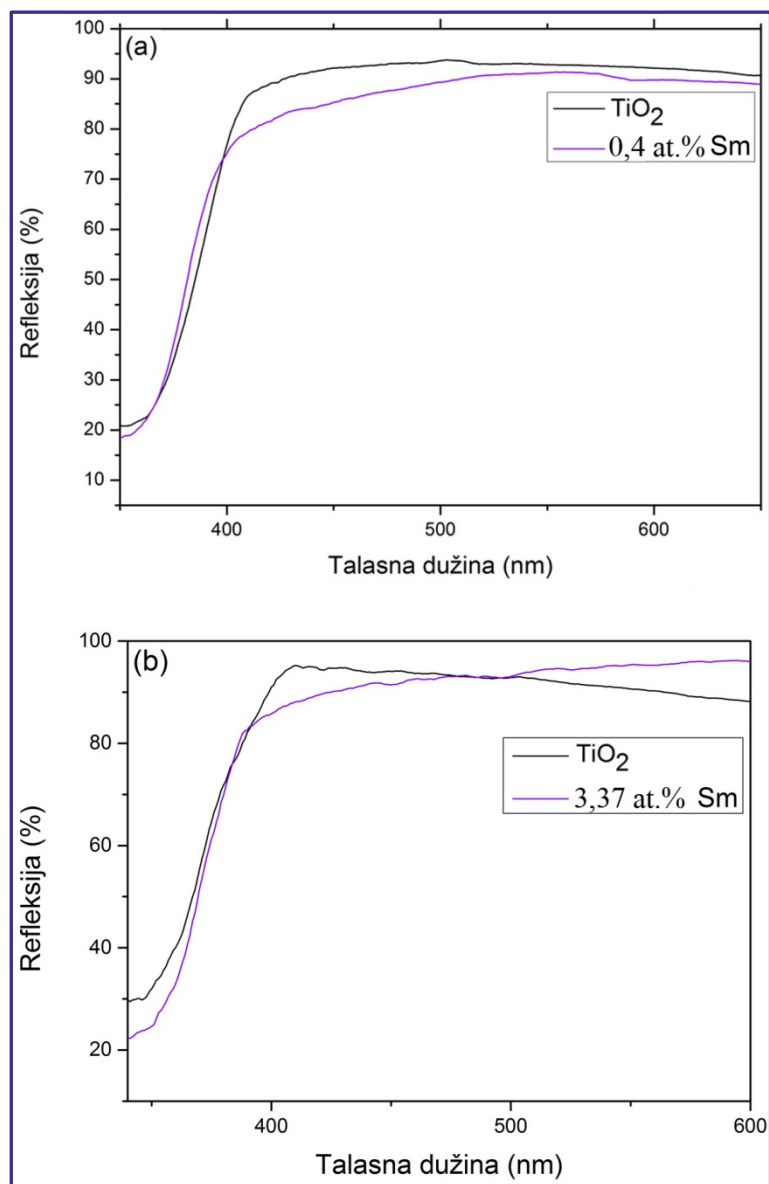 (a)
100
90
80
70
60
50
40
30
20
10
Refleksija (%)
TiO2
0,4 at.% Sm
400
500
600
Talasna dužina (nm)
(b)
100
80
60
40
20
Refleksija (%)
TiO2
3,37 at.% Sm
400
500
600
Talasna dužina (nm)